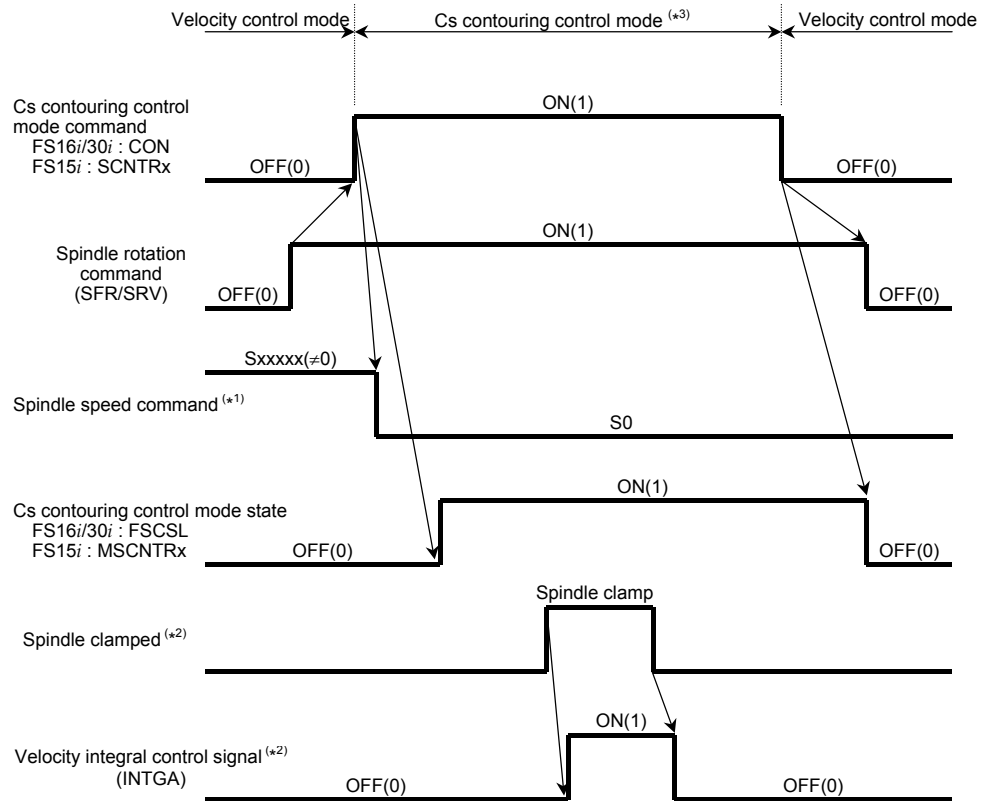 Velocity control mode
Cs contouring control mode (*3)
Velocity control mode
Cs contouring control
mode command
FS16i/30i : CON
FS15i : SCNTRx
OFF(0)
ON(1)
OFF(0)
Spindle rotation
command
(SFR/SRV)
OFF(0)
ON(1)
OFF(0)
Spindle speed command (*1)
Sxxxxx(≠0)
S0
Cs contouring control mode state
FS16i/30i : FSCSL
FS15i : MSCNTRx
OFF(0)
ON(1)
OFF(0)
Spindle clamped (*2)
Spindle clamp
Velocity integral control signal (*2)
(INTGA)
OFF(0)
ON(1)
OFF(0)